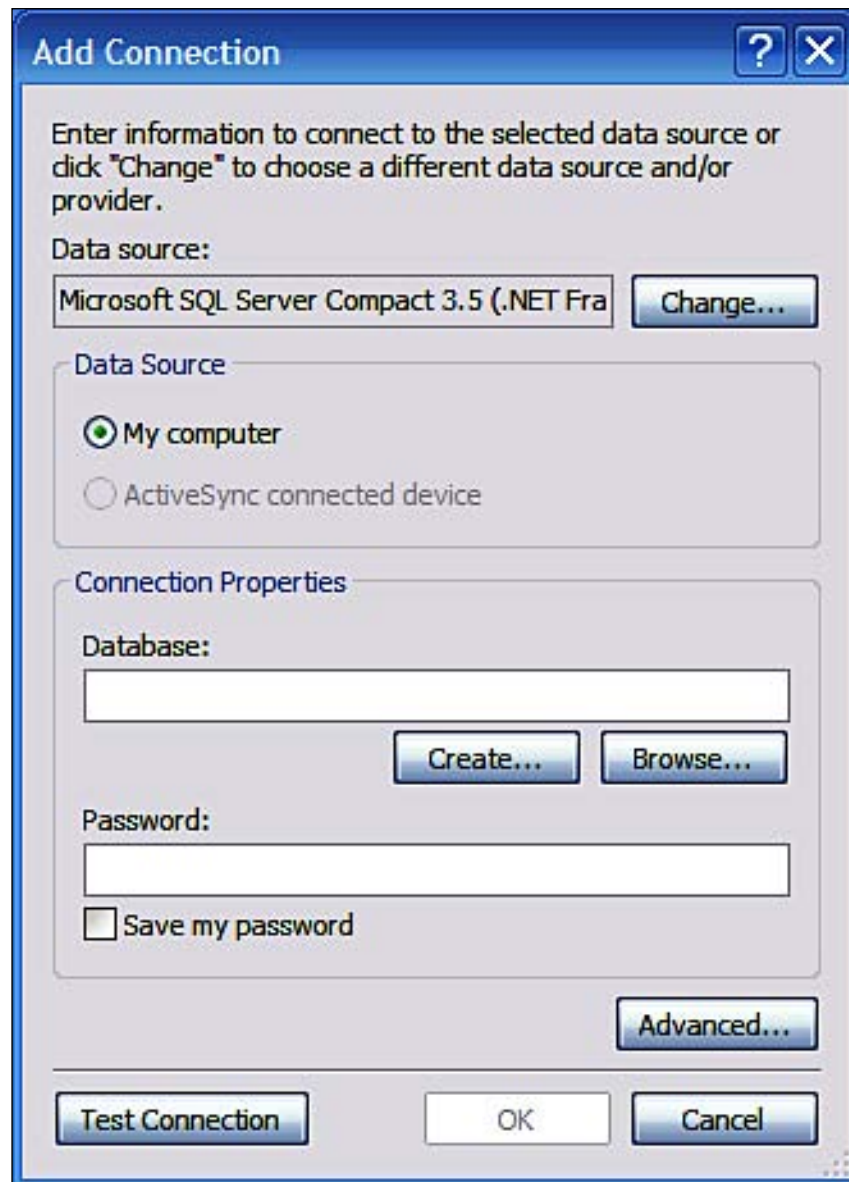 Add Connection
Enter information to connect to the selected data source or
click "Change" to choose a different data source and/or
provider.
Data source:
Microsoft SQL Server Compact 3.5 (.NET Fra
Change...
Data Source
My computer
ActiveSync connected device
Connection Properties
Database:
Create...
Browse...
Password:
Save my password
Advanced...
Test Connection
OK
Cancel